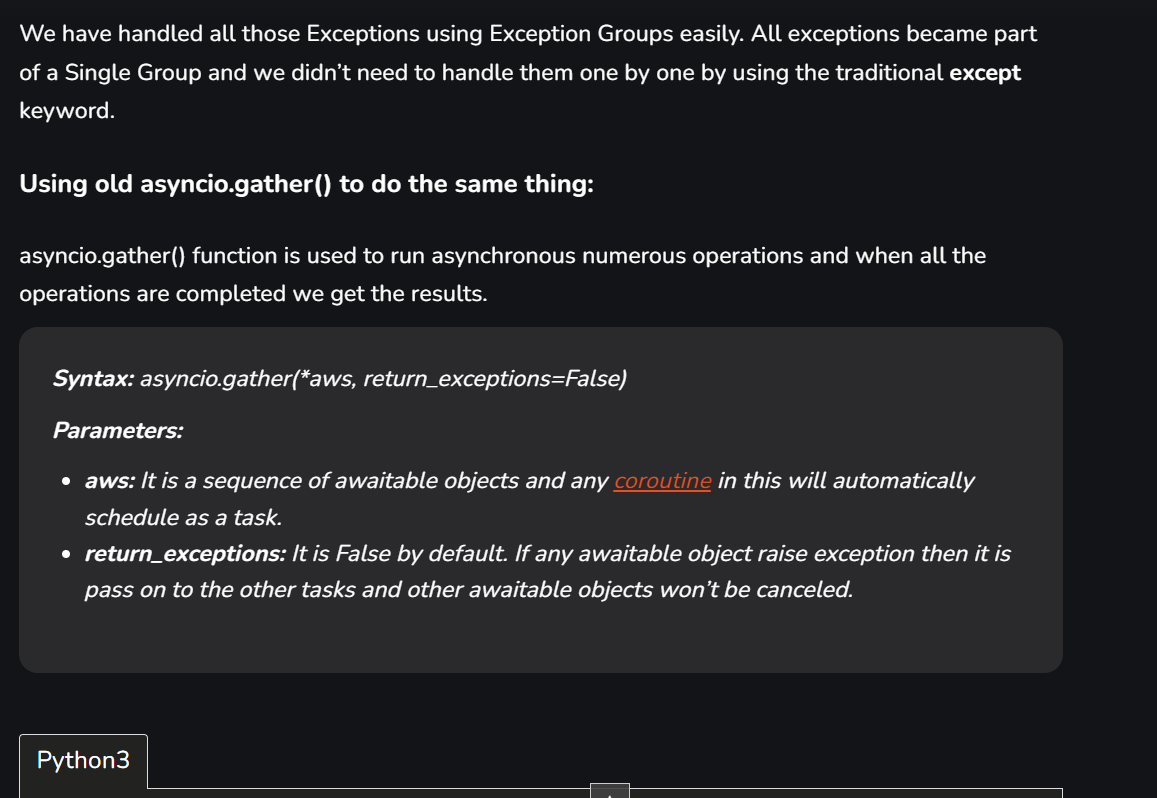 We have handled all those Exceptions using Exception Groups easily. All exceptions became part
of a Single Group and we didn’t need to handle them one by one by using the traditional except
keyword.
Using old asyncio.gather() to do the same thing:
asyncio.gather() function is used to run asynchronous numerous operations and when all the
operations are completed we get the results.
Syntax: asyncio.gather(*aws, return_exceptions=False)
Parameters:
• aws: It is a sequence of awaitable objects and any coroutine in this will automatically
schedule as a task.
• return_exceptions: It is False by default. If any awaitable object raise exception then it is
pass on to the other tasks and other awaitable objects won’t be canceled.
Python3